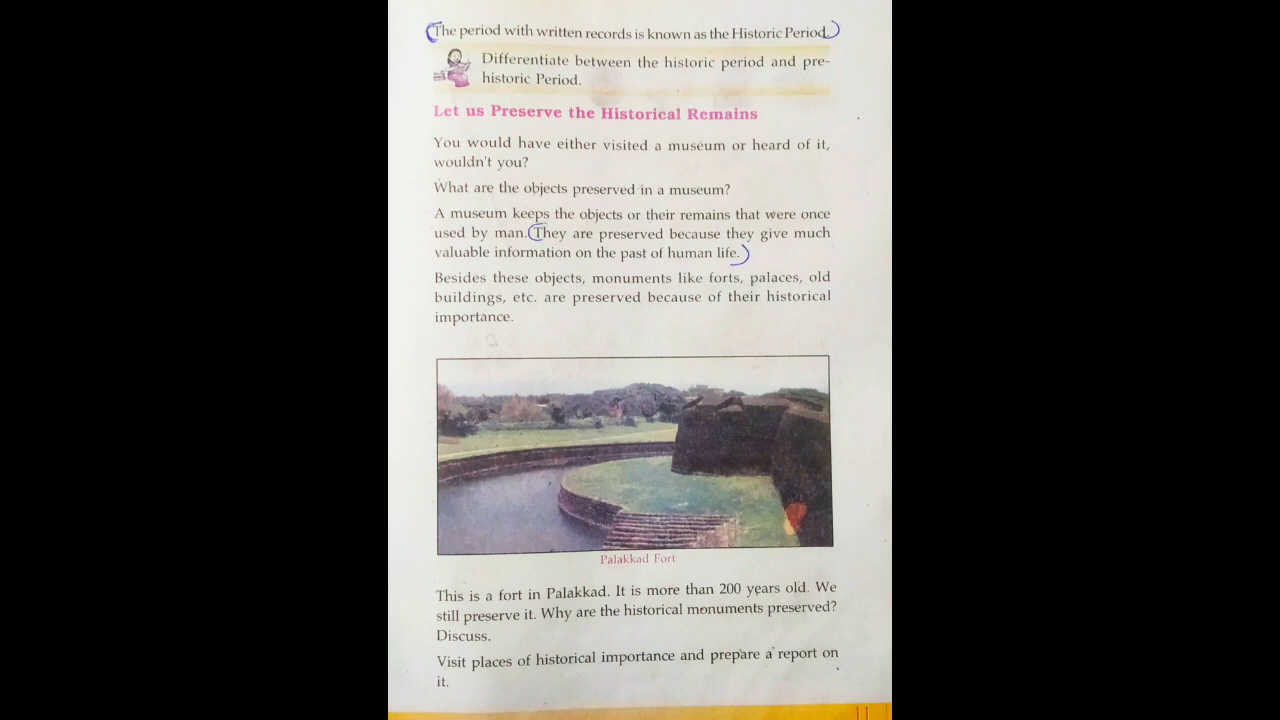 The period with written records is known as the Historic Period.
Differentiate between the historic period and pre-
historic Period.
Let us Preserve the Historical Remains
You would have either visited a museum or heard of it,
wouldn't you?
What are the objects preserved in a museum?
A museum keeps the objects or their remains that were once
used by man. They are preserved because they give much
valuable information on the past of human life.
Besides these objects, monuments like forts, palaces, old
buildings, etc. are preserved because of their historical
importance.
Palakkad Fort
This is a fort in Palakkad. It is more than 200 years old. We
still preserve it. Why are the historical monuments preserved?
Discuss.
Visit places of historical importance and prepare a report on
it.
11